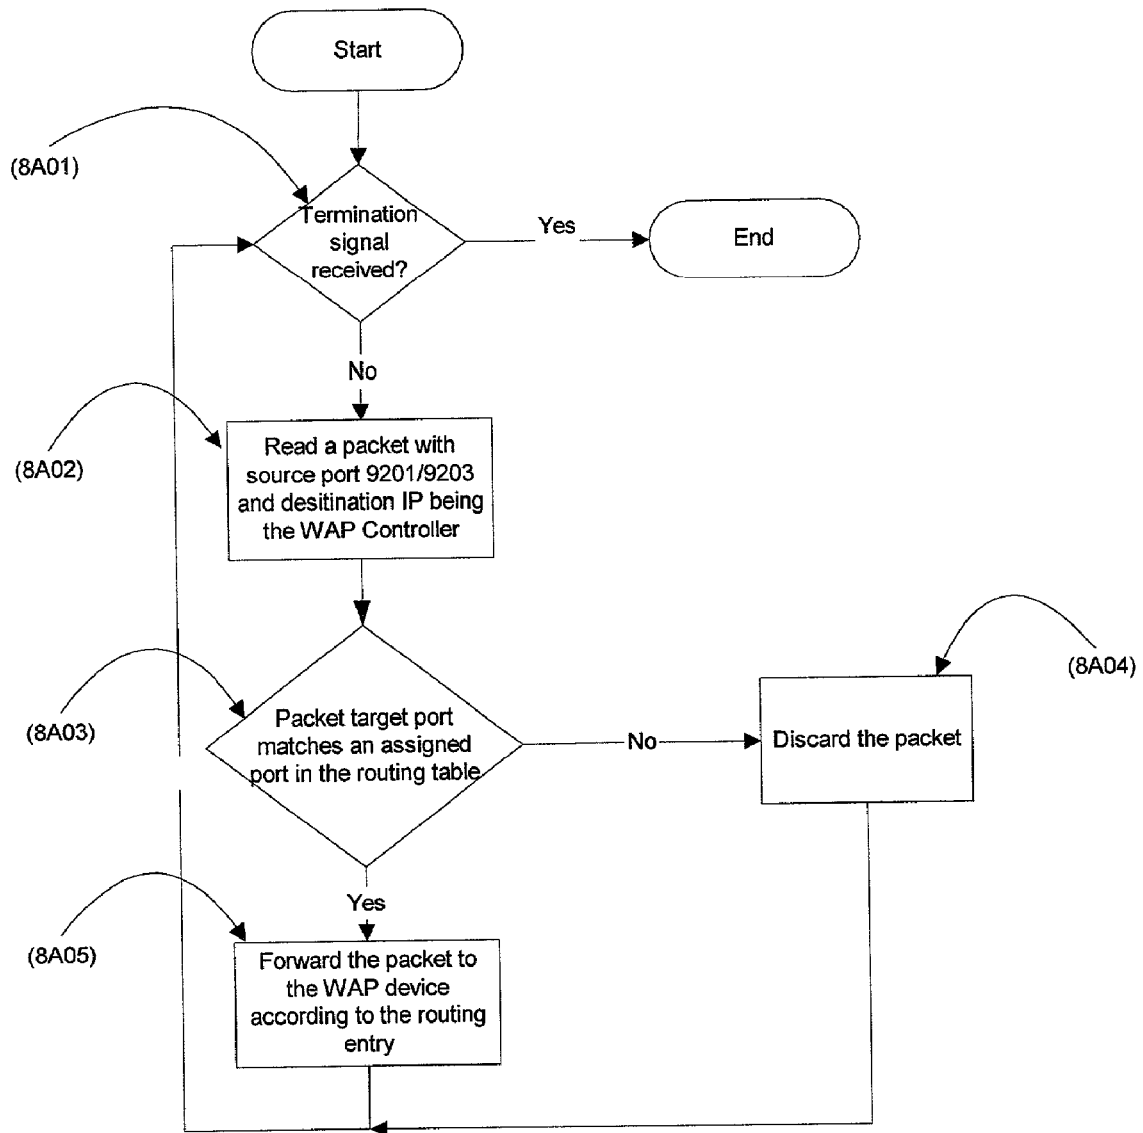 Start
(8A01)
Termination
signal
received?
Yes
End
No
(8A02)
Read a packet with
source port 9201/9203
and desitination IP being
the WAP Controller
(8A03)
Packet target port
matches an assigned
port in the routing table
No
(8A04)
Discard the packet
Yes
(8A05)
Forward the packet to
the WAP device
according to the routing
entry